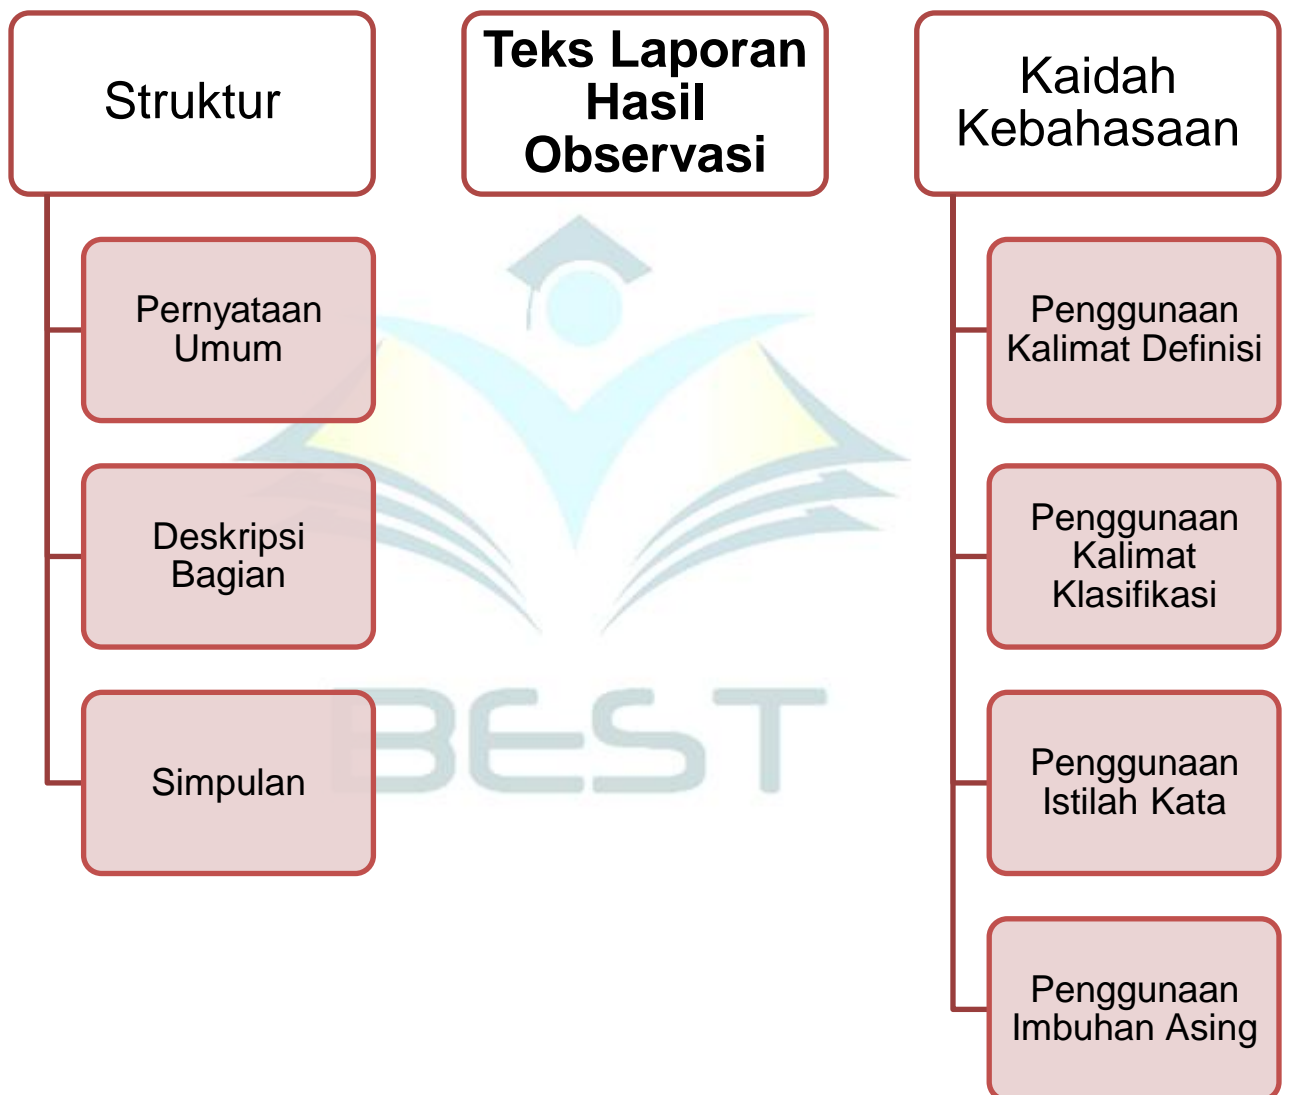 Struktur
Teks Laporan
Hasil
Observasi
Kaidah
Kebahasaan
Pernyataan
Umum
Deskripsi
Bagian
Simpulan
Penggunaan
Kalimat Definisi
Penggunaan
Kalimat
Klasifikasi
Penggunaan
Istilah Kata
Penggunaan
Imbuhan Asing
BEST